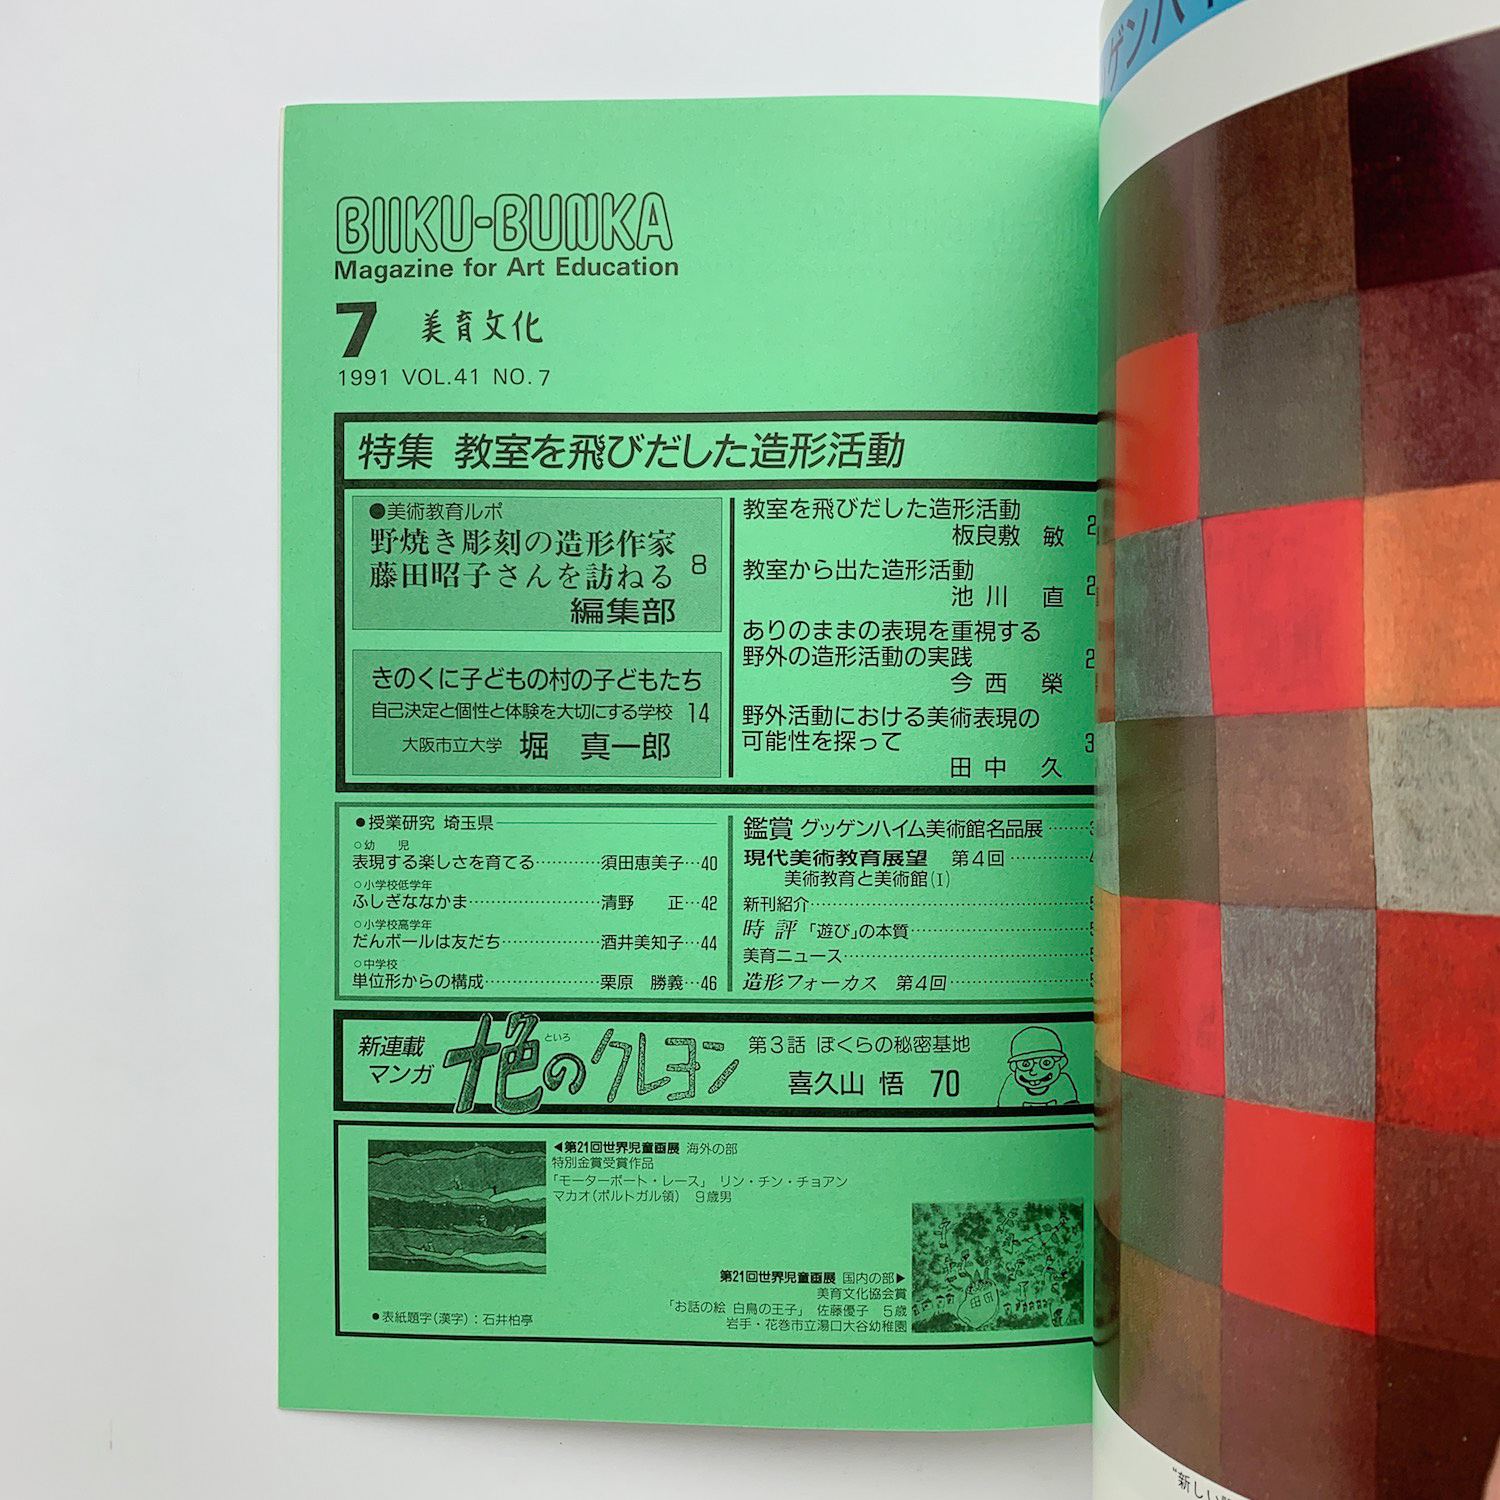 BIIKU-BUNKA
Magazine for Art Education
7 美育文化
1991 VOL.41 NO.7
特集 教室を飛びだした造形活動
●美術教育ルポ
野焼き彫刻の造形作家
藤田昭子さんを訪ねる 8
編集部
きのくに子どもの村の子どもたち
自己決定と個性と体験を大切にする学校 14
大阪市立大学 堀 真一郎
教室を飛びだした造形活動
板良敷 敏
教室から出た造形活動
池川 直
ありのままの表現を重視する
野外の造形活動の実践
今西 榮
野外活動における美術表現の
可能性を探って
田中 久
●授業研究 埼玉県
○幼 児
表現する楽しさを育てる…………須田恵美子…40
○小学校低学年
ふしぎななかま…………………清野 正…42
○小学校高学年
だんボールは友だち………………酒井美知子…44
○中学校
単位形からの構成…………………栗原 勝義…46
鑑賞 グッゲンハイム美術館名品展
現代美術教育展望 第4回
美術教育と美術館(I)
新刊紹介
時評 「遊び」の本質
美育ニュース
造形フォーカス 第4回
新連載
マンガ
十色のクレヨン
といろ
第3話 ぼくらの秘密基地
喜久山 悟 70
◀第21回世界児童画展 海外の部
特別金賞受賞作品
「モーターボート・レース」 リン・チン・チョアン
マカオ(ポルトガル領) 9歳男
第21回世界児童画展 国内の部▶
美育文化協会賞
「お話の絵 白鳥の王子」 佐藤優子 5歳
岩手・花巻市立湯口大谷幼稚園
●表紙題字(漢字):石井柏亭
ゲンハイ
"新しい